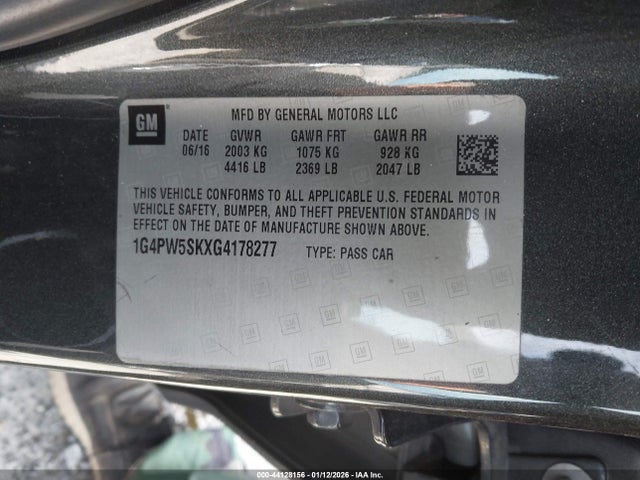 GM
MFD BY GENERAL MOTORS LLC
DATE GVWR GAWR FRT GAWR RR
06/16 2003 KG 1075 KG 928 KG
4416 LB 2369 LB 2047 LB
THIS VEHICLE CONFORMS TO ALL APPLICABLE U.S. FEDERAL MOTOR
VEHICLE SAFETY, BUMPER, AND THEFT PREVENTION STANDARDS IN
EFFECT ON THE DATE OF MANUFACTURE SHOWN ABOVE.
1G4PW5SKXG4178277 TYPE: PASS CAR
000-44128156 - 01/12/2026 - IAA Inc.